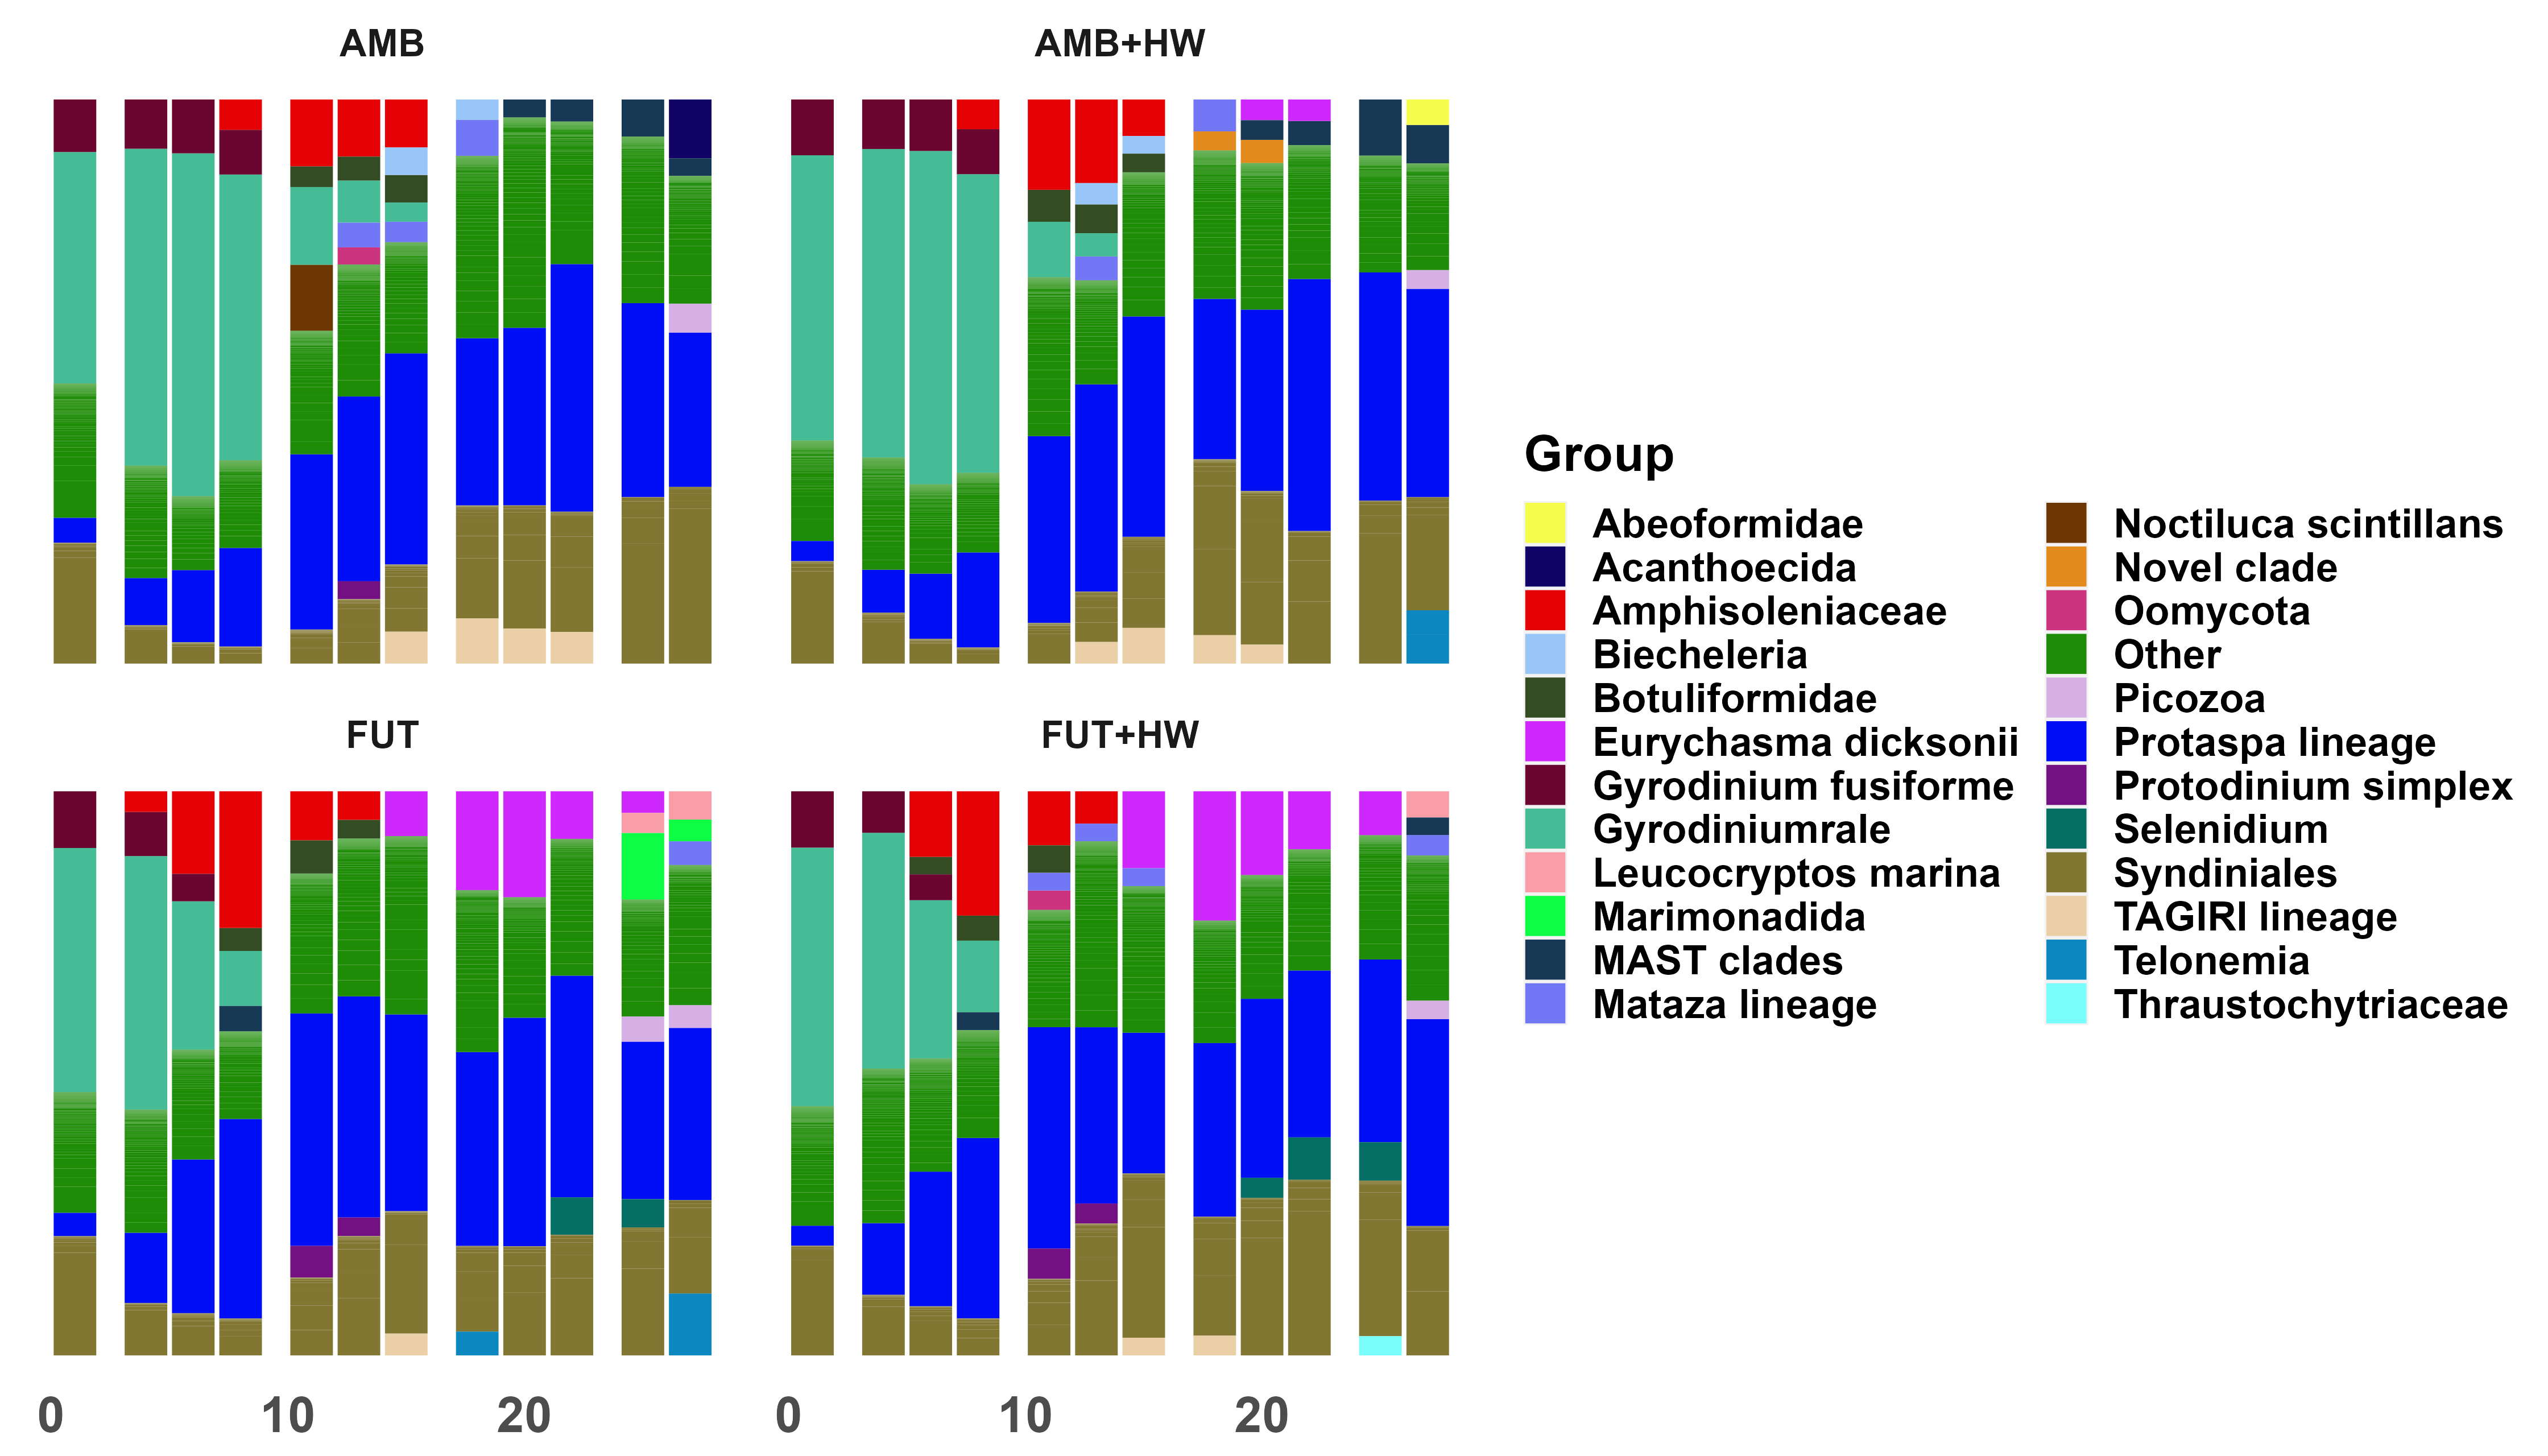 AMB
AMB+HW
FUT
FUT+HW
0
10
20
0
10
20
Group
Abeoformidae
Acanthoecida
Amphisoleniaceae
Biecheleria
Botuliformidae
Eurychasma dicksonii
Gyrodinium fusiforme
Gyrodiniumrale
Leucocryptos marina
Marimonadida
MAST clades
Mataza lineage
Noctiluca scintillans
Novel clade
Oomycota
Other
Picozoa
Protaspa lineage
Protodinium simplex
Selenidium
Syndiniales
TAGIRI lineage
Telonemia
Thraustochytriaceae